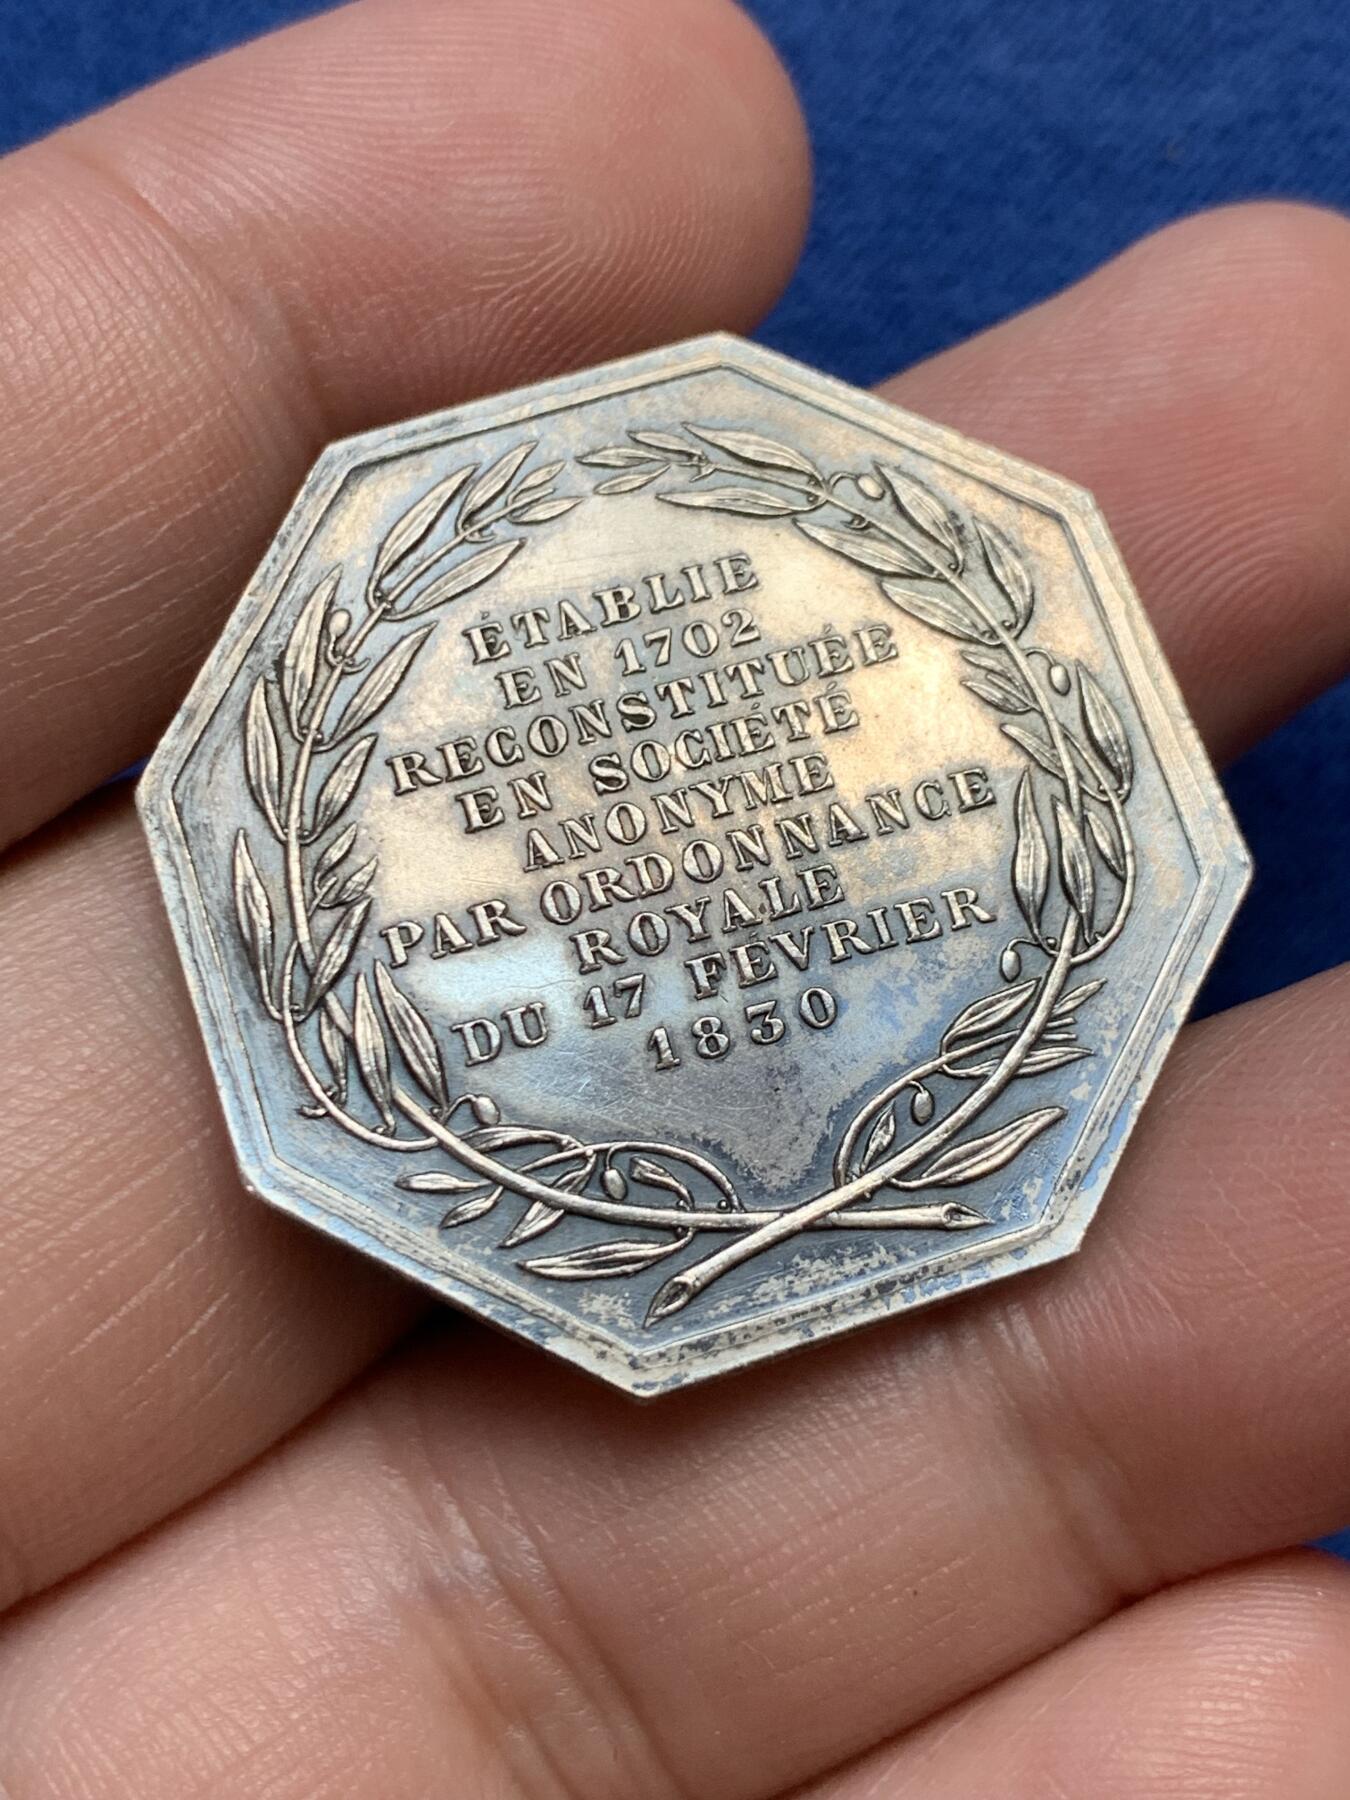 ÉTABLIE
EN 1702
RECONSTITUÉE
EN SOCIÉTÉ
ANONYME
PAR ORDONNANCE
ROYALE
DU 17 FÉVRIER
1830